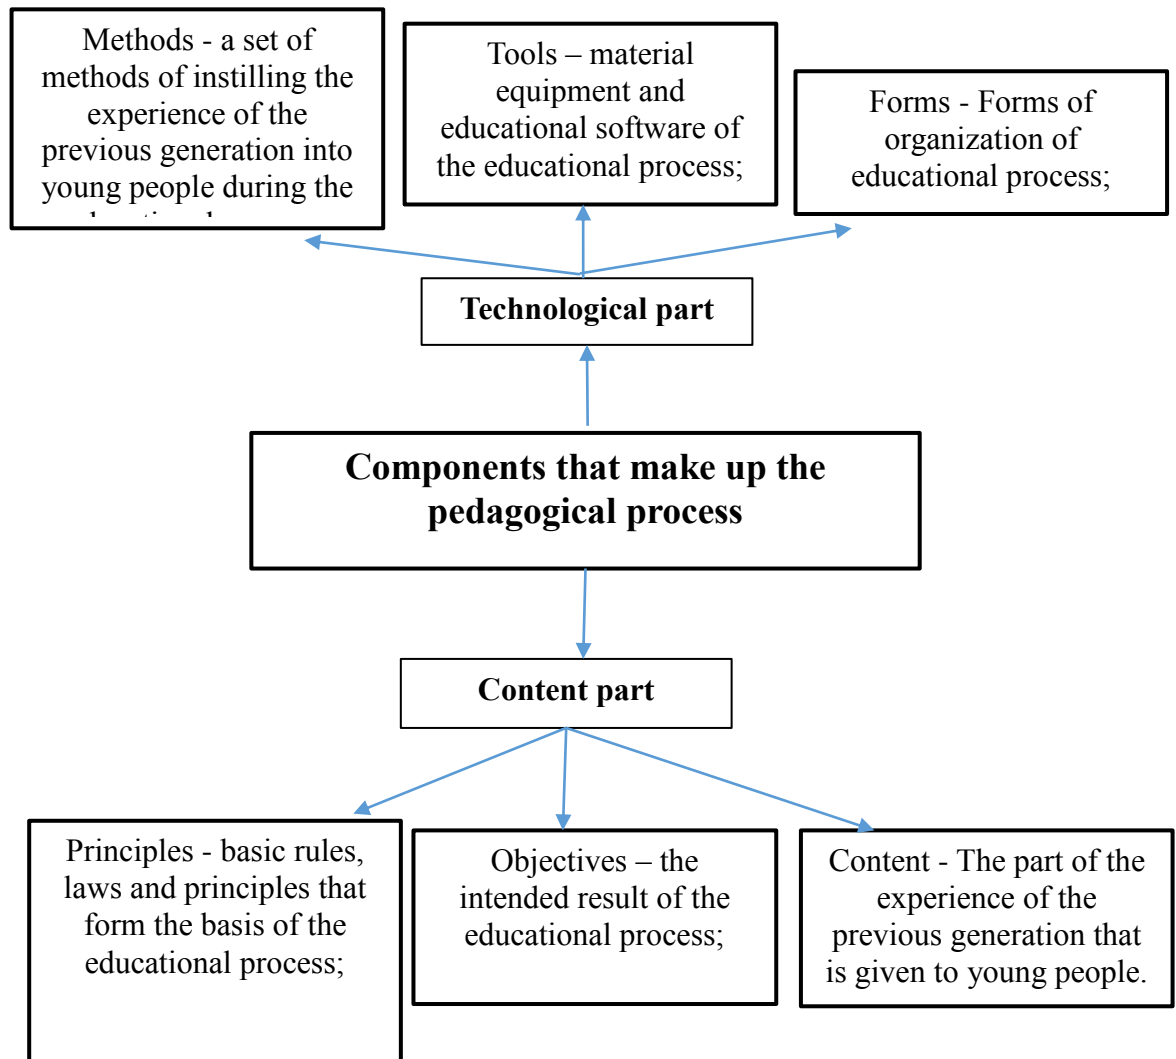 Methods - a set of
methods of instilling the
experience of the
previous generation into
young people during the
Tools – material
equipment and
educational software of
the educational process;
Forms - Forms of
organization of
educational process;
Technological part
Components that make up the
pedagogical process
Content part
Principles - basic rules,
laws and principles that
form the basis of the
educational process;
Objectives – the
intended result of the
educational process;
Content - The part of the
experience of the
previous generation that
is given to young people.